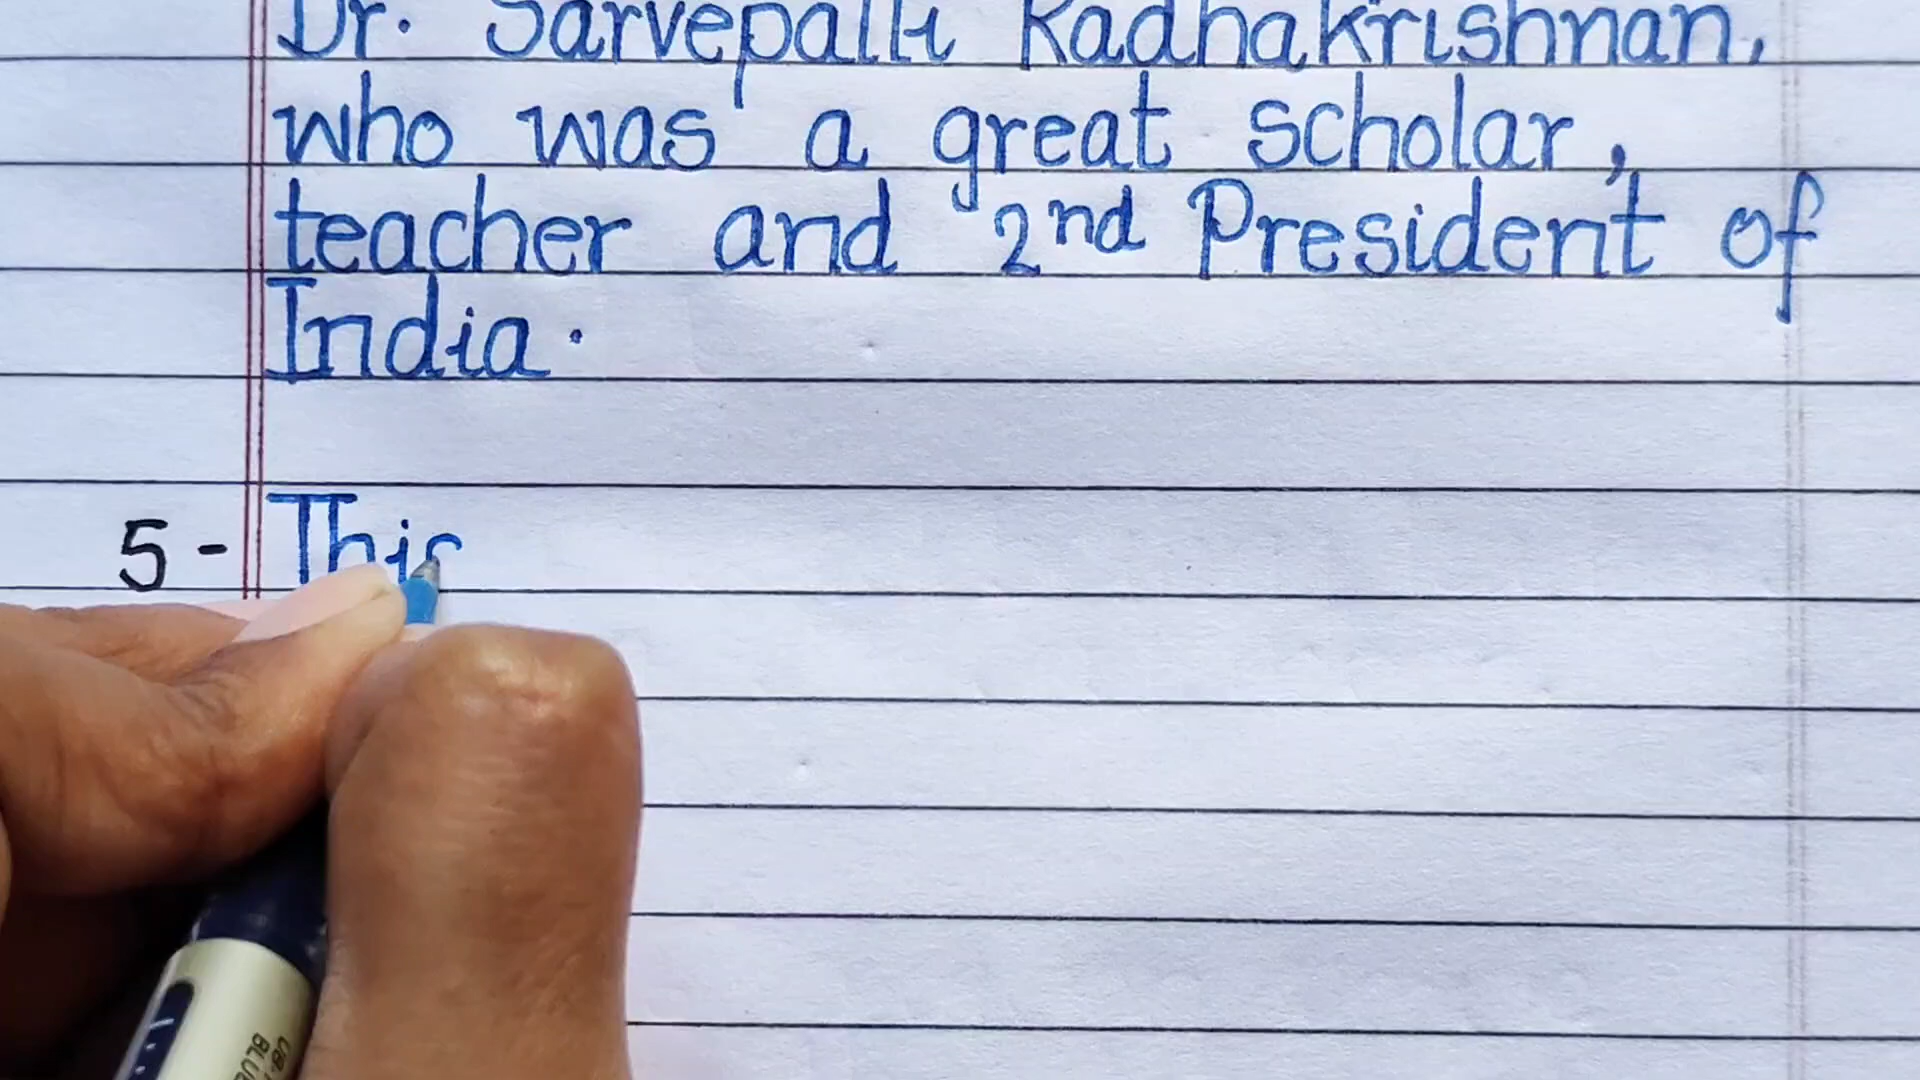 Dr. Sarvepalli Radhakrishnan,
who was a great scholar,
teacher and 2nd President of
India.
5 - This